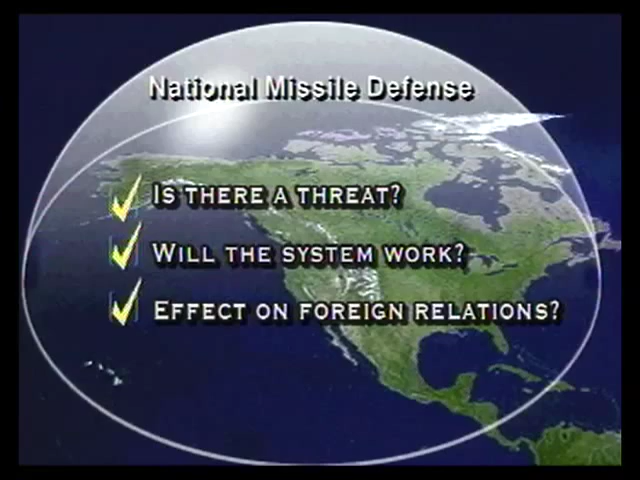 National Missile Defense
Is there a threat?
Will the system work?
Effect on foreign relations?